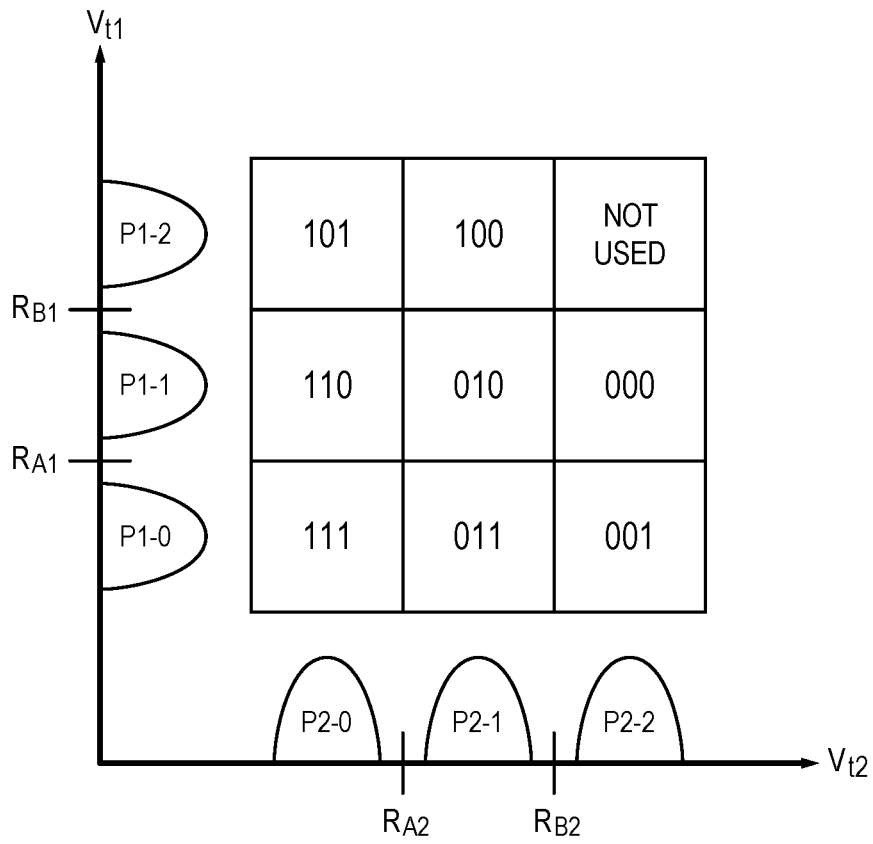 Vt1
P1-2
101
100
NOT
USED
RB1
P1-1
110
010
000
RA1
P1-0
111
011
001
P2-0
P2-1
P2-2
Vt2
RA2
RB2